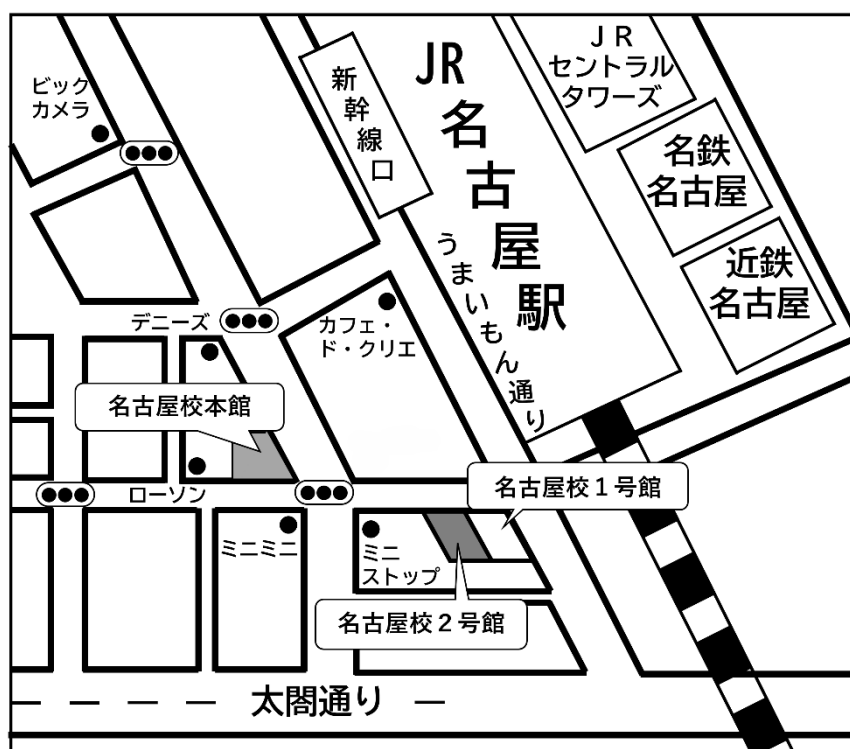 JR
名古屋駅
新幹線口
JR
セントラル
タワーズ
ビック
カメラ
名鉄
名古屋
近鉄
名古屋
うまいもん通り
デニーズ
カフェ・
ド・クリエ
名古屋校本館
ローソン
名古屋校1号館
ミニミニ
ミニ
ストップ
名古屋校2号館
太閤通り